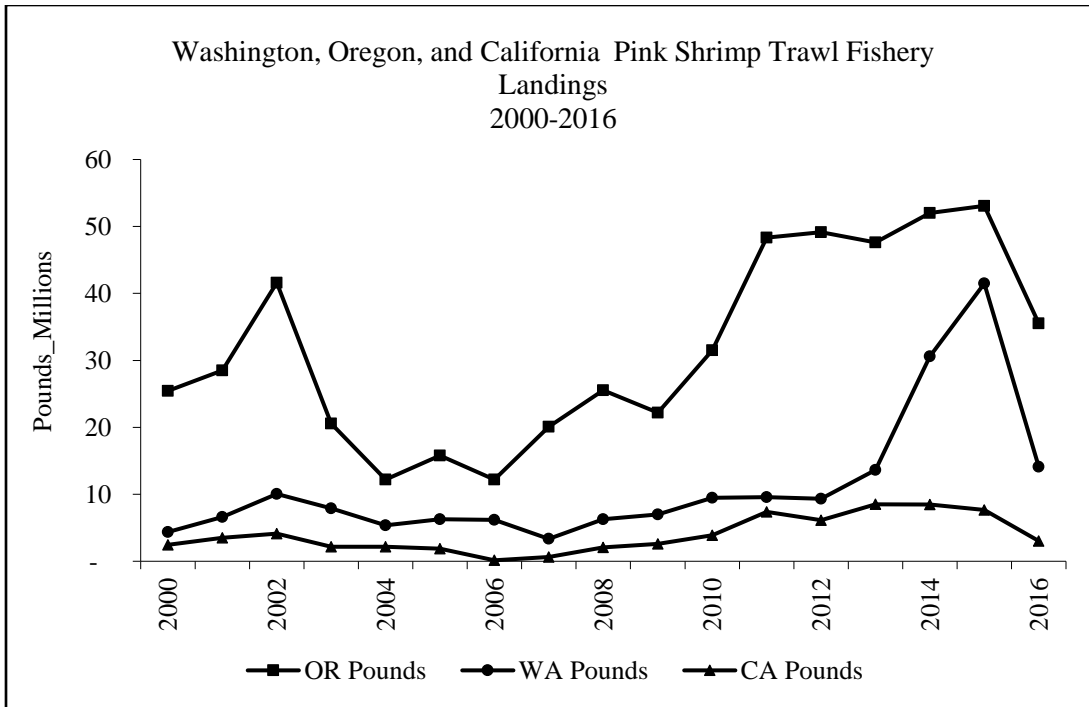 Washington, Oregon, and California Pink Shrimp Trawl Fishery
Landings
2000-2016
Pounds_Millions
60
50
40
30
20
10
-
2000
2002
2004
2006
2008
2010
2012
2014
2016
OR Pounds
WA Pounds
CA Pounds